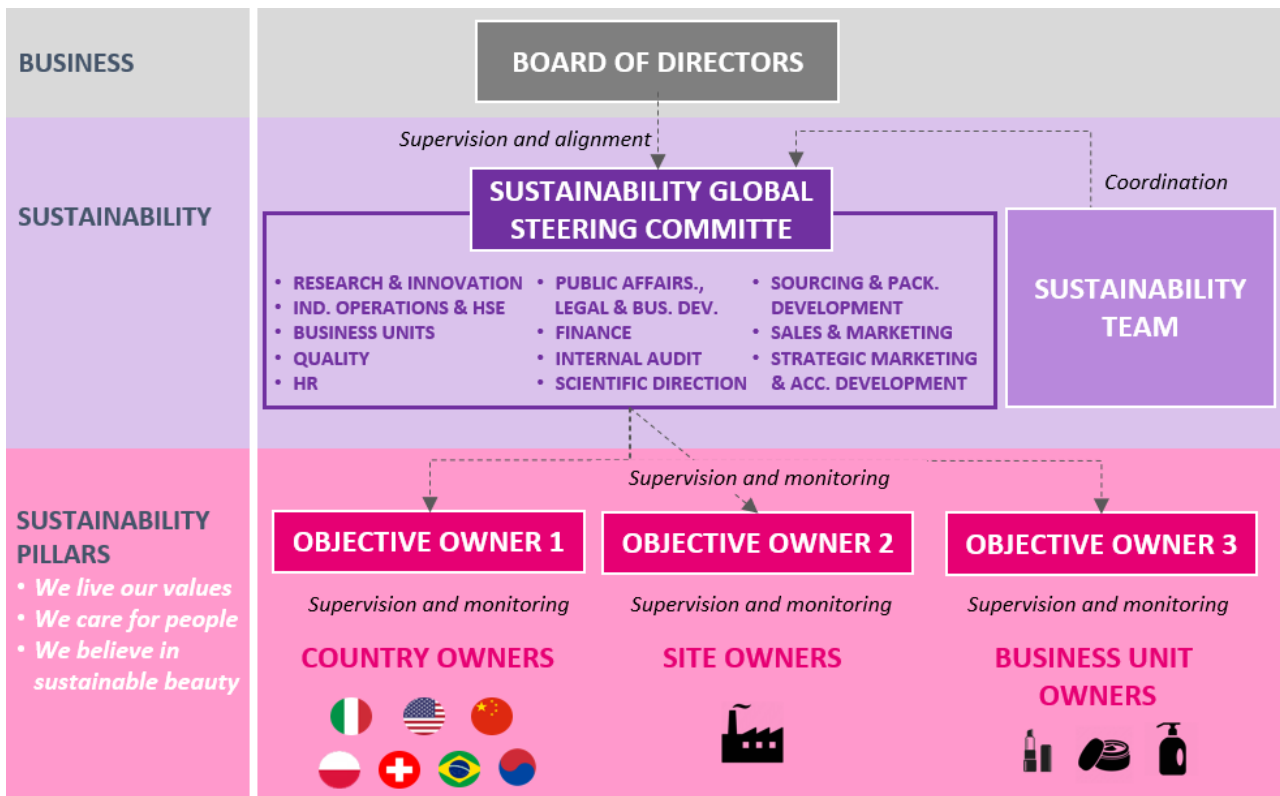 BUSINESS
BOARD OF DIRECTORS
Supervision and alignment
Coordination
SUSTAINABILITY
SUSTAINABILITY GLOBAL
STEERING COMMITTE
• RESEARCH & INNOVATION
• IND. OPERATIONS & HSE
• BUSINESS UNITS
• QUALITY
• HR
• PUBLIC AFFAIRS.,
LEGAL & BUS. DEV.
• FINANCE
• INTERNAL AUDIT
• SCIENTIFIC DIRECTION
• SOURCING & PACK.
DEVELOPMENT
• SALES & MARKETING
• STRATEGIC MARKETING
& ACC. DEVELOPMENT
SUSTAINABILITY
TEAM
SUSTAINABILITY
PILLARS
• We live our values
• We care for people
• We believe in
sustainable beauty
Supervision and monitoring
OBJECTIVE OWNER 1
Supervision and monitoring
COUNTRY OWNERS
OBJECTIVE OWNER 2
Supervision and monitoring
SITE OWNERS
OBJECTIVE OWNER 3
Supervision and monitoring
BUSINESS UNIT
OWNERS